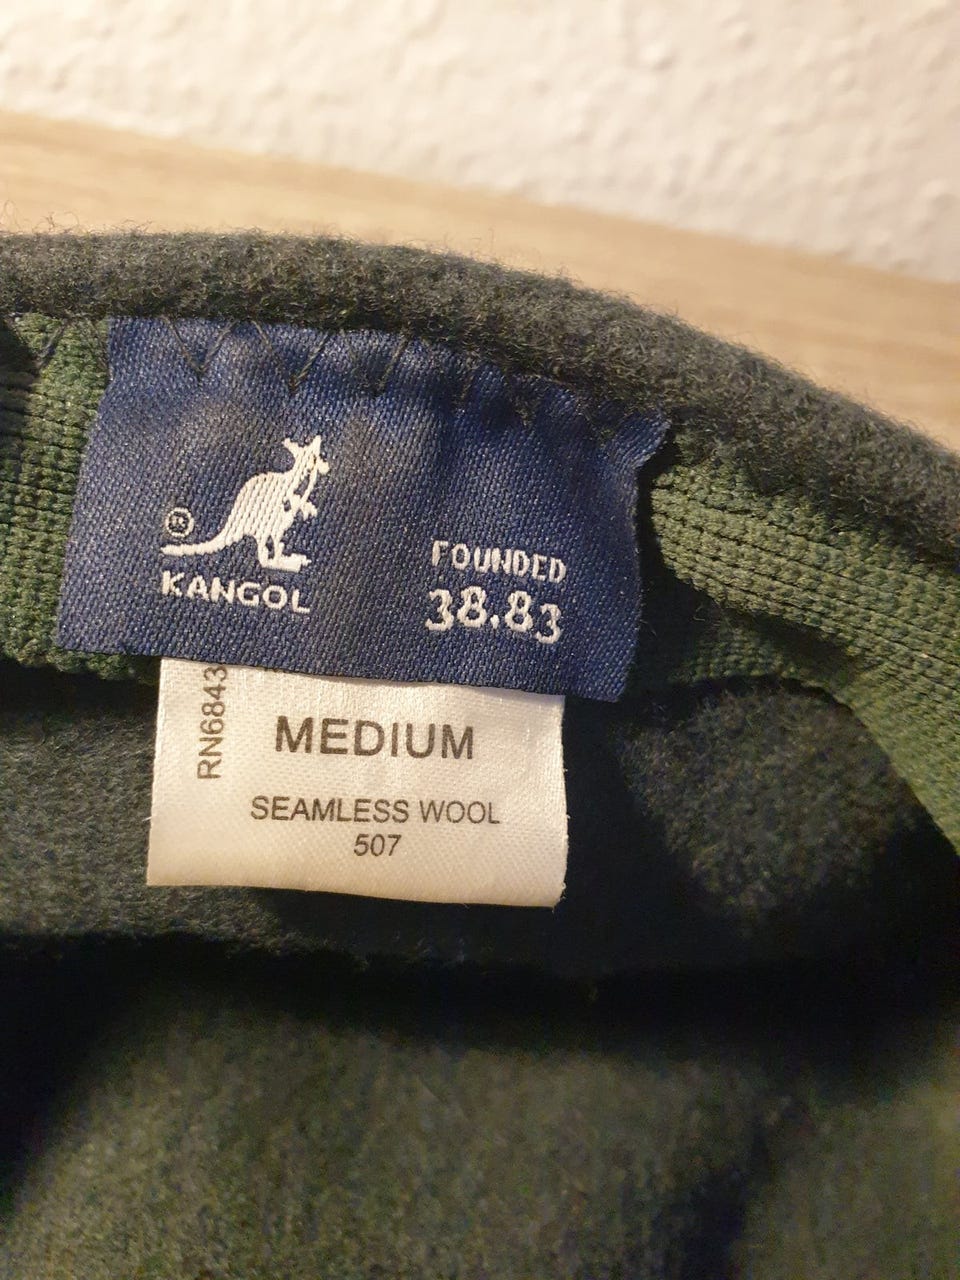 ®
KANGOL
FOUNDED
38.83
RN6843
MEDIUM
SEAMLESS WOOL
507